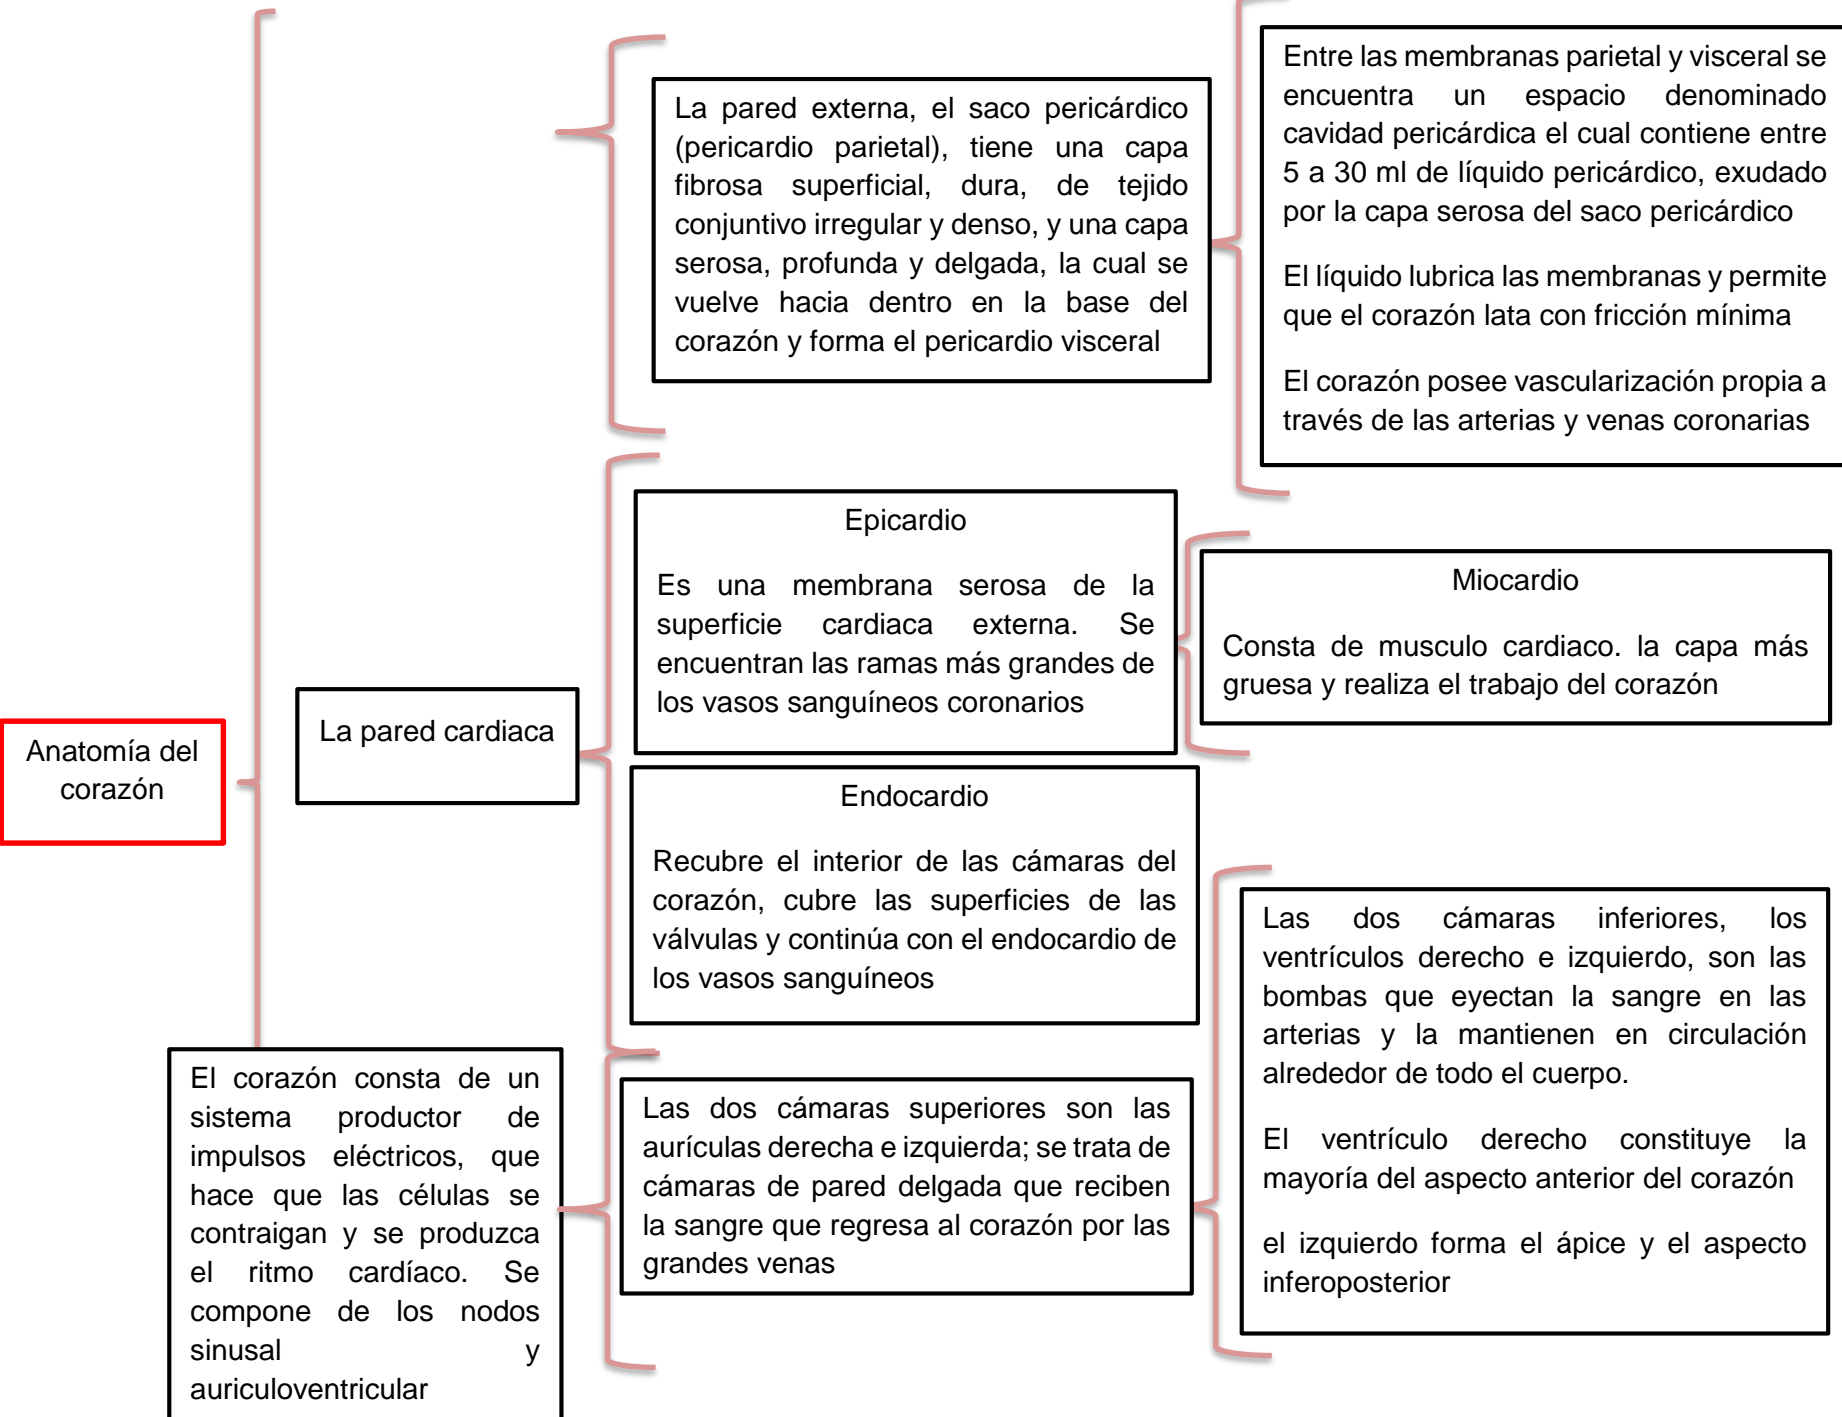 Anatomía del
corazón
La pared externa, el saco pericárdico
(pericardio parietal), tiene una capa
fibrosa superficial, dura, de tejido
conjuntivo irregular y denso, y una capa
serosa, profunda y delgada, la cual se
vuelve hacia dentro en la base del
corazón y forma el pericardio visceral
Entre las membranas parietal y visceral se
encuentra un espacio denominado
cavidad pericárdica el cual contiene entre
5 a 30 ml de líquido pericárdico, exudado
por la capa serosa del saco pericárdico
El líquido lubrica las membranas y permite
que el corazón lata con fricción mínima
El corazón posee vascularización propia a
través de las arterias y venas coronarias
La pared cardiaca
Epicardio
Es una membrana serosa de la
superficie cardiaca externa. Se
encuentran las ramas más grandes de
los vasos sanguíneos coronarios
Miocardio
Consta de musculo cardiaco. la capa más
gruesa y realiza el trabajo del corazón
Endocardio
Recubre el interior de las cámaras del
corazón, cubre las superficies de las
válvulas y continúa con el endocardio de
los vasos sanguíneos
El corazón consta de un
sistema productor de
impulsos eléctricos, que
hace que las células se
contraigan y se produzca
el ritmo cardíaco. Se
compone de los nodos
sinusal y
auriculoventricular
Las dos cámaras superiores son las
aurículas derecha e izquierda; se trata de
cámaras de pared delgada que reciben
la sangre que regresa al corazón por las
grandes venas
Las dos cámaras inferiores, los
ventrículos derecho e izquierdo, son las
bombas que eyectan la sangre en las
arterias y la mantienen en circulación
alrededor de todo el cuerpo.
El ventrículo derecho constituye la
mayoría del aspecto anterior del corazón
el izquierdo forma el ápice y el aspecto
inferoposterior